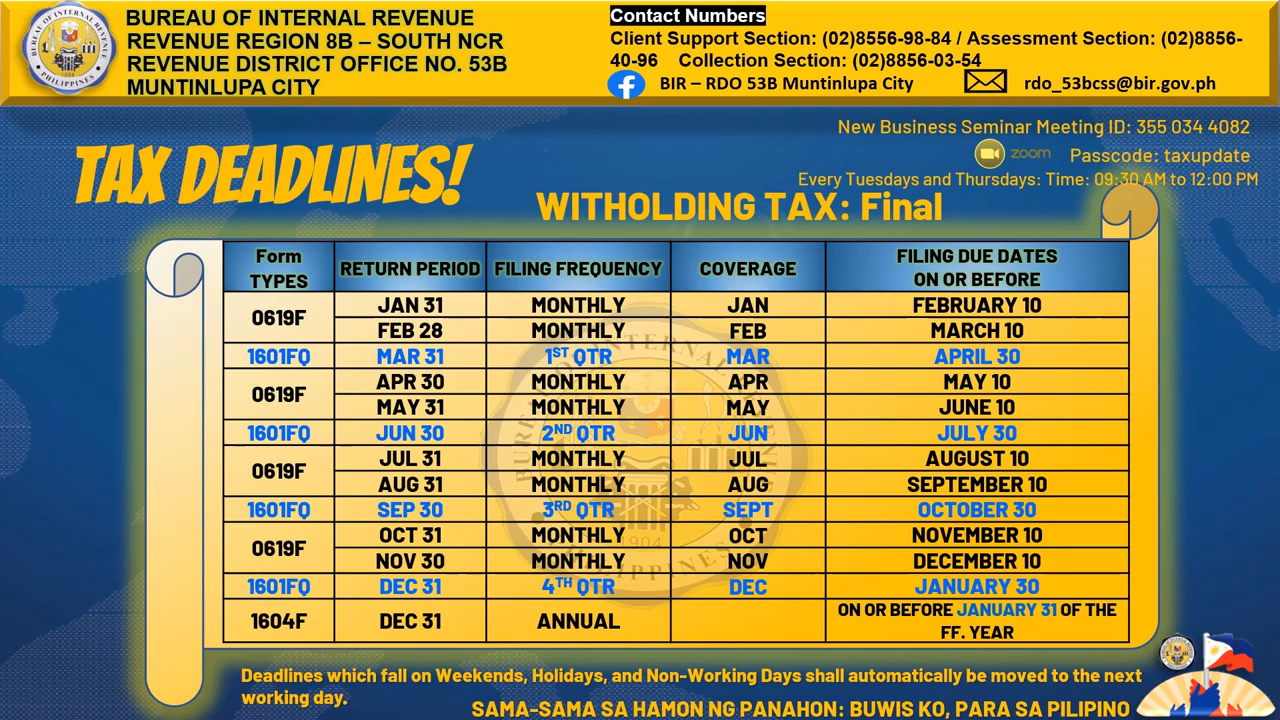 BUREAU OF INTERNAL REVENUE
REVENUE REGION 8B – SOUTH NCR
REVENUE DISTRICT OFFICE NO. 53B
MUNTINLUPA CITY
Contact Numbers
Client Support Section: (02)8556-98-84 / Assessment Section: (02)8856-
40-96 Collection Section: (02)8856-03-54
BIR – RDO 53B Muntinlupa City rdo_53bcss@bir.gov.ph
New Business Seminar Meeting ID: 355 034 4082
zoom Passcode: taxupdate
Every Tuesdays and Thursdays: Time: 09:30 AM to 12:00 PM
TAX DEADLINES!
WITHOLDING TAX: Final
Form TYPES RETURN PERIOD FILING FREQUENCY COVERAGE FILING DUE DATES ON OR BEFORE
0619F JAN 31 MONTHLY JAN FEBRUARY 10
FEB 28 MONTHLY FEB MARCH 10
1601FQ MAR 31 1ST QTR MAR APRIL 30
0619F APR 30 MONTHLY APR MAY 10
MAY 31 MONTHLY MAY JUNE 10
1601FQ JUN 30 2ND QTR JUN JULY 30
0619F JUL 31 MONTHLY JUL AUGUST 10
AUG 31 MONTHLY AUG SEPTEMBER 10
1601FQ SEP 30 3RD QTR SEPT OCTOBER 30
0619F OCT 31 MONTHLY OCT NOVEMBER 10
NOV 30 MONTHLY NOV DECEMBER 10
1601FQ DEC 31 4TH QTR DEC JANUARY 30
1604F DEC 31 ANNUAL ON OR BEFORE JANUARY 31 OF THE
FF. YEAR
Deadlines which fall on Weekends, Holidays, and Non-Working Days shall automatically be moved to the next
working day.
SAMA-SAMA SA HAMON NG PANAHON: BUWIS KO, PARA SA PILIPINO